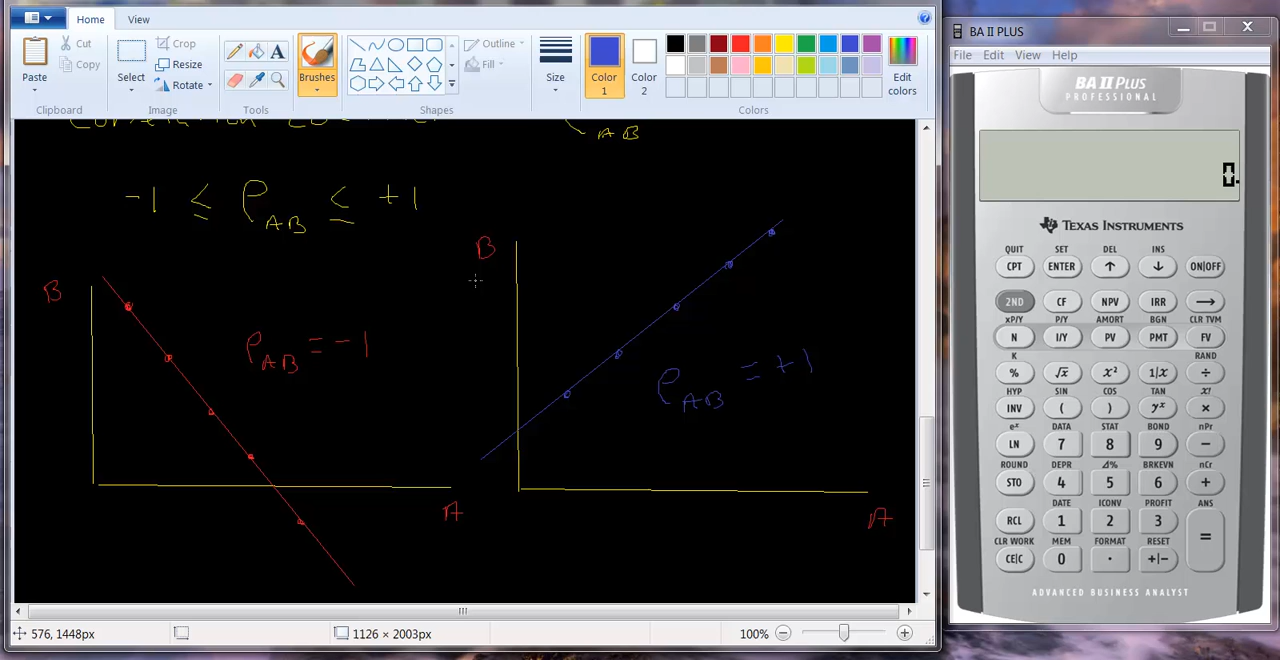 Home View
BA II PLUS
Paste
Cut
Copy
Clipboard
Select
Crop
Resize
Rotate
Image
A
Tools
Brushes
Outline
Fill
Shapes
Size
Color 1
Color 2
Colors
Edit colors
File Edit View Help
BA II PLUS
PROFESSIONAL
0.
TEXAS INSTRUMENTS
QUIT SET DEL INS
CPT ENTER ↑ ↓ ON|OFF
2ND CF NPV IRR →
xP/Y P/Y AMORT BGN CLR TVM
N I/Y PV PMT FV
K RAND
% √x x² 1/x ÷
HYP SIN COS TAN x!
INV ( ) yˣ ×
eˣ DATA STAT BOND nPr
LN 7 8 9 −
ROUND DEPR Δ% BRKEVN nCr
STO 4 5 6 +
DATE ICONV PROFIT ANS
RCL 1 2 3 =
CLR WORK MEM FORMAT RESET
CE|C 0 . +|−
ADVANCED BUSINESS ANALYST
AB
-1 ≤ ρAB ≤ +1
B
ρAB = -1
A
B
ρAB = +1
A
576, 1448px
1126 × 2003px
100%